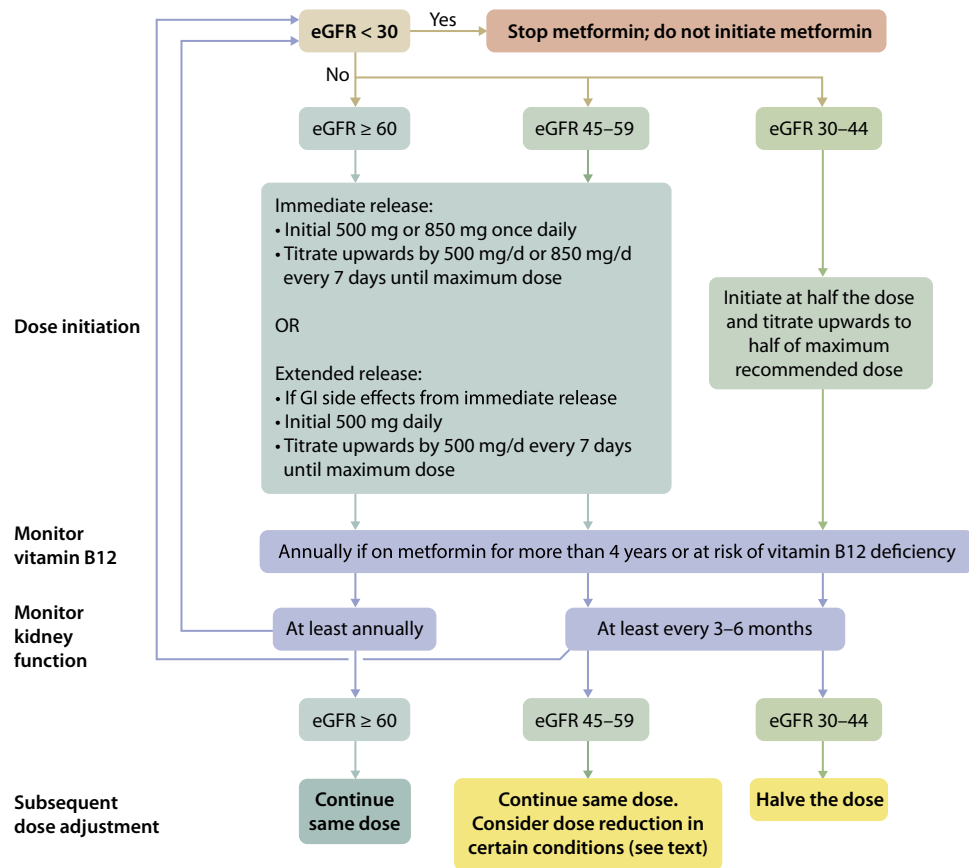 eGFR < 30
Yes
Stop metformin; do not initiate metformin
No
eGFR ≥ 60
eGFR 45–59
eGFR 30–44
Dose initiation
Immediate release:
• Initial 500 mg or 850 mg once daily
• Titrate upwards by 500 mg/d or 850 mg/d
every 7 days until maximum dose
OR
Extended release:
• If GI side effects from immediate release
• Initial 500 mg daily
• Titrate upwards by 500 mg/d every 7 days
until maximum dose
Initiate at half the dose
and titrate upwards to
half of maximum
recommended dose
Monitor
vitamin B12
Annually if on metformin for more than 4 years or at risk of vitamin B12 deficiency
Monitor
kidney
function
At least annually
At least every 3–6 months
eGFR ≥ 60
eGFR 45–59
eGFR 30–44
Subsequent
dose adjustment
Continue
same dose
Continue same dose.
Consider dose reduction in
certain conditions (see text)
Halve the dose